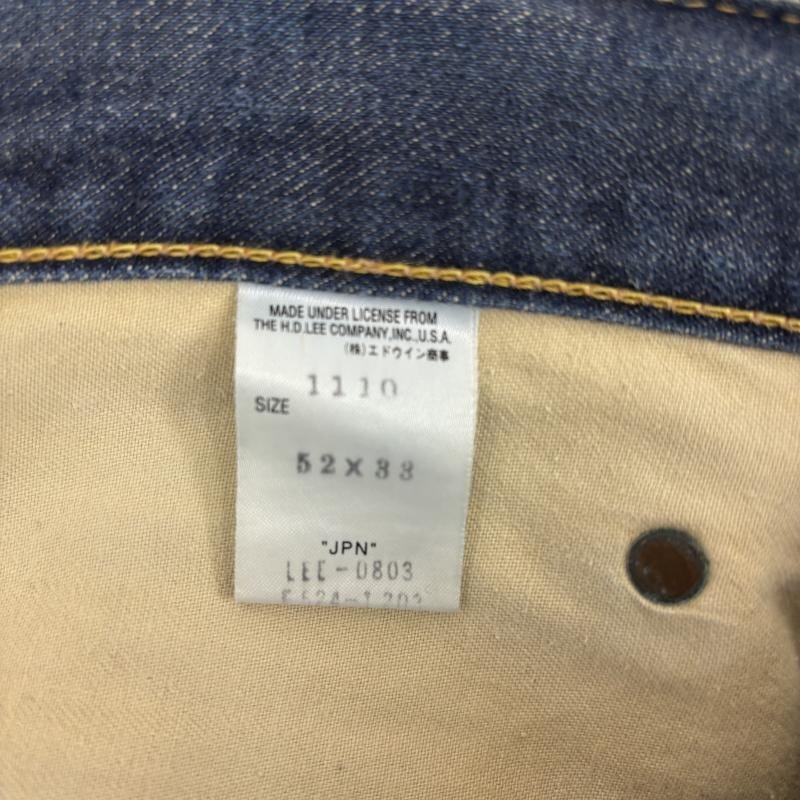 MADE UNDER LICENSE FROM
THE H.D.LEE COMPANY,INC.,U.S.A.
(株)エドウイン商事
1110
SIZE
52X33
"JPN"
LEE-0803